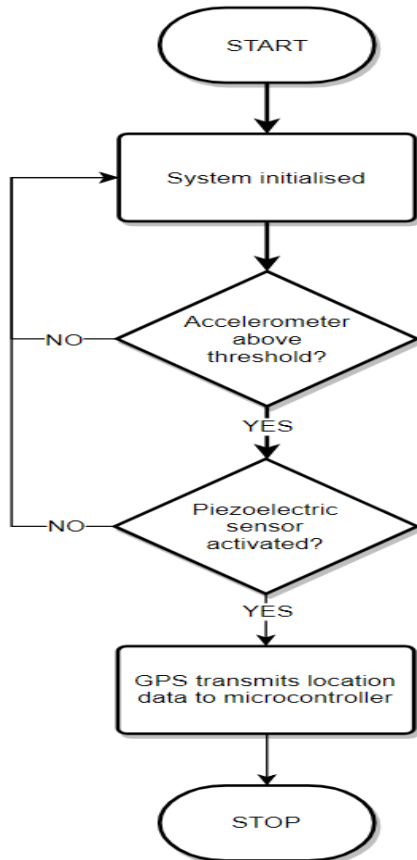 START
System initialised
Accelerometer
above
threshold?
NO
YES
Piezoelectric
sensor
activated?
NO
YES
GPS transmits location
data to microcontroller
STOP